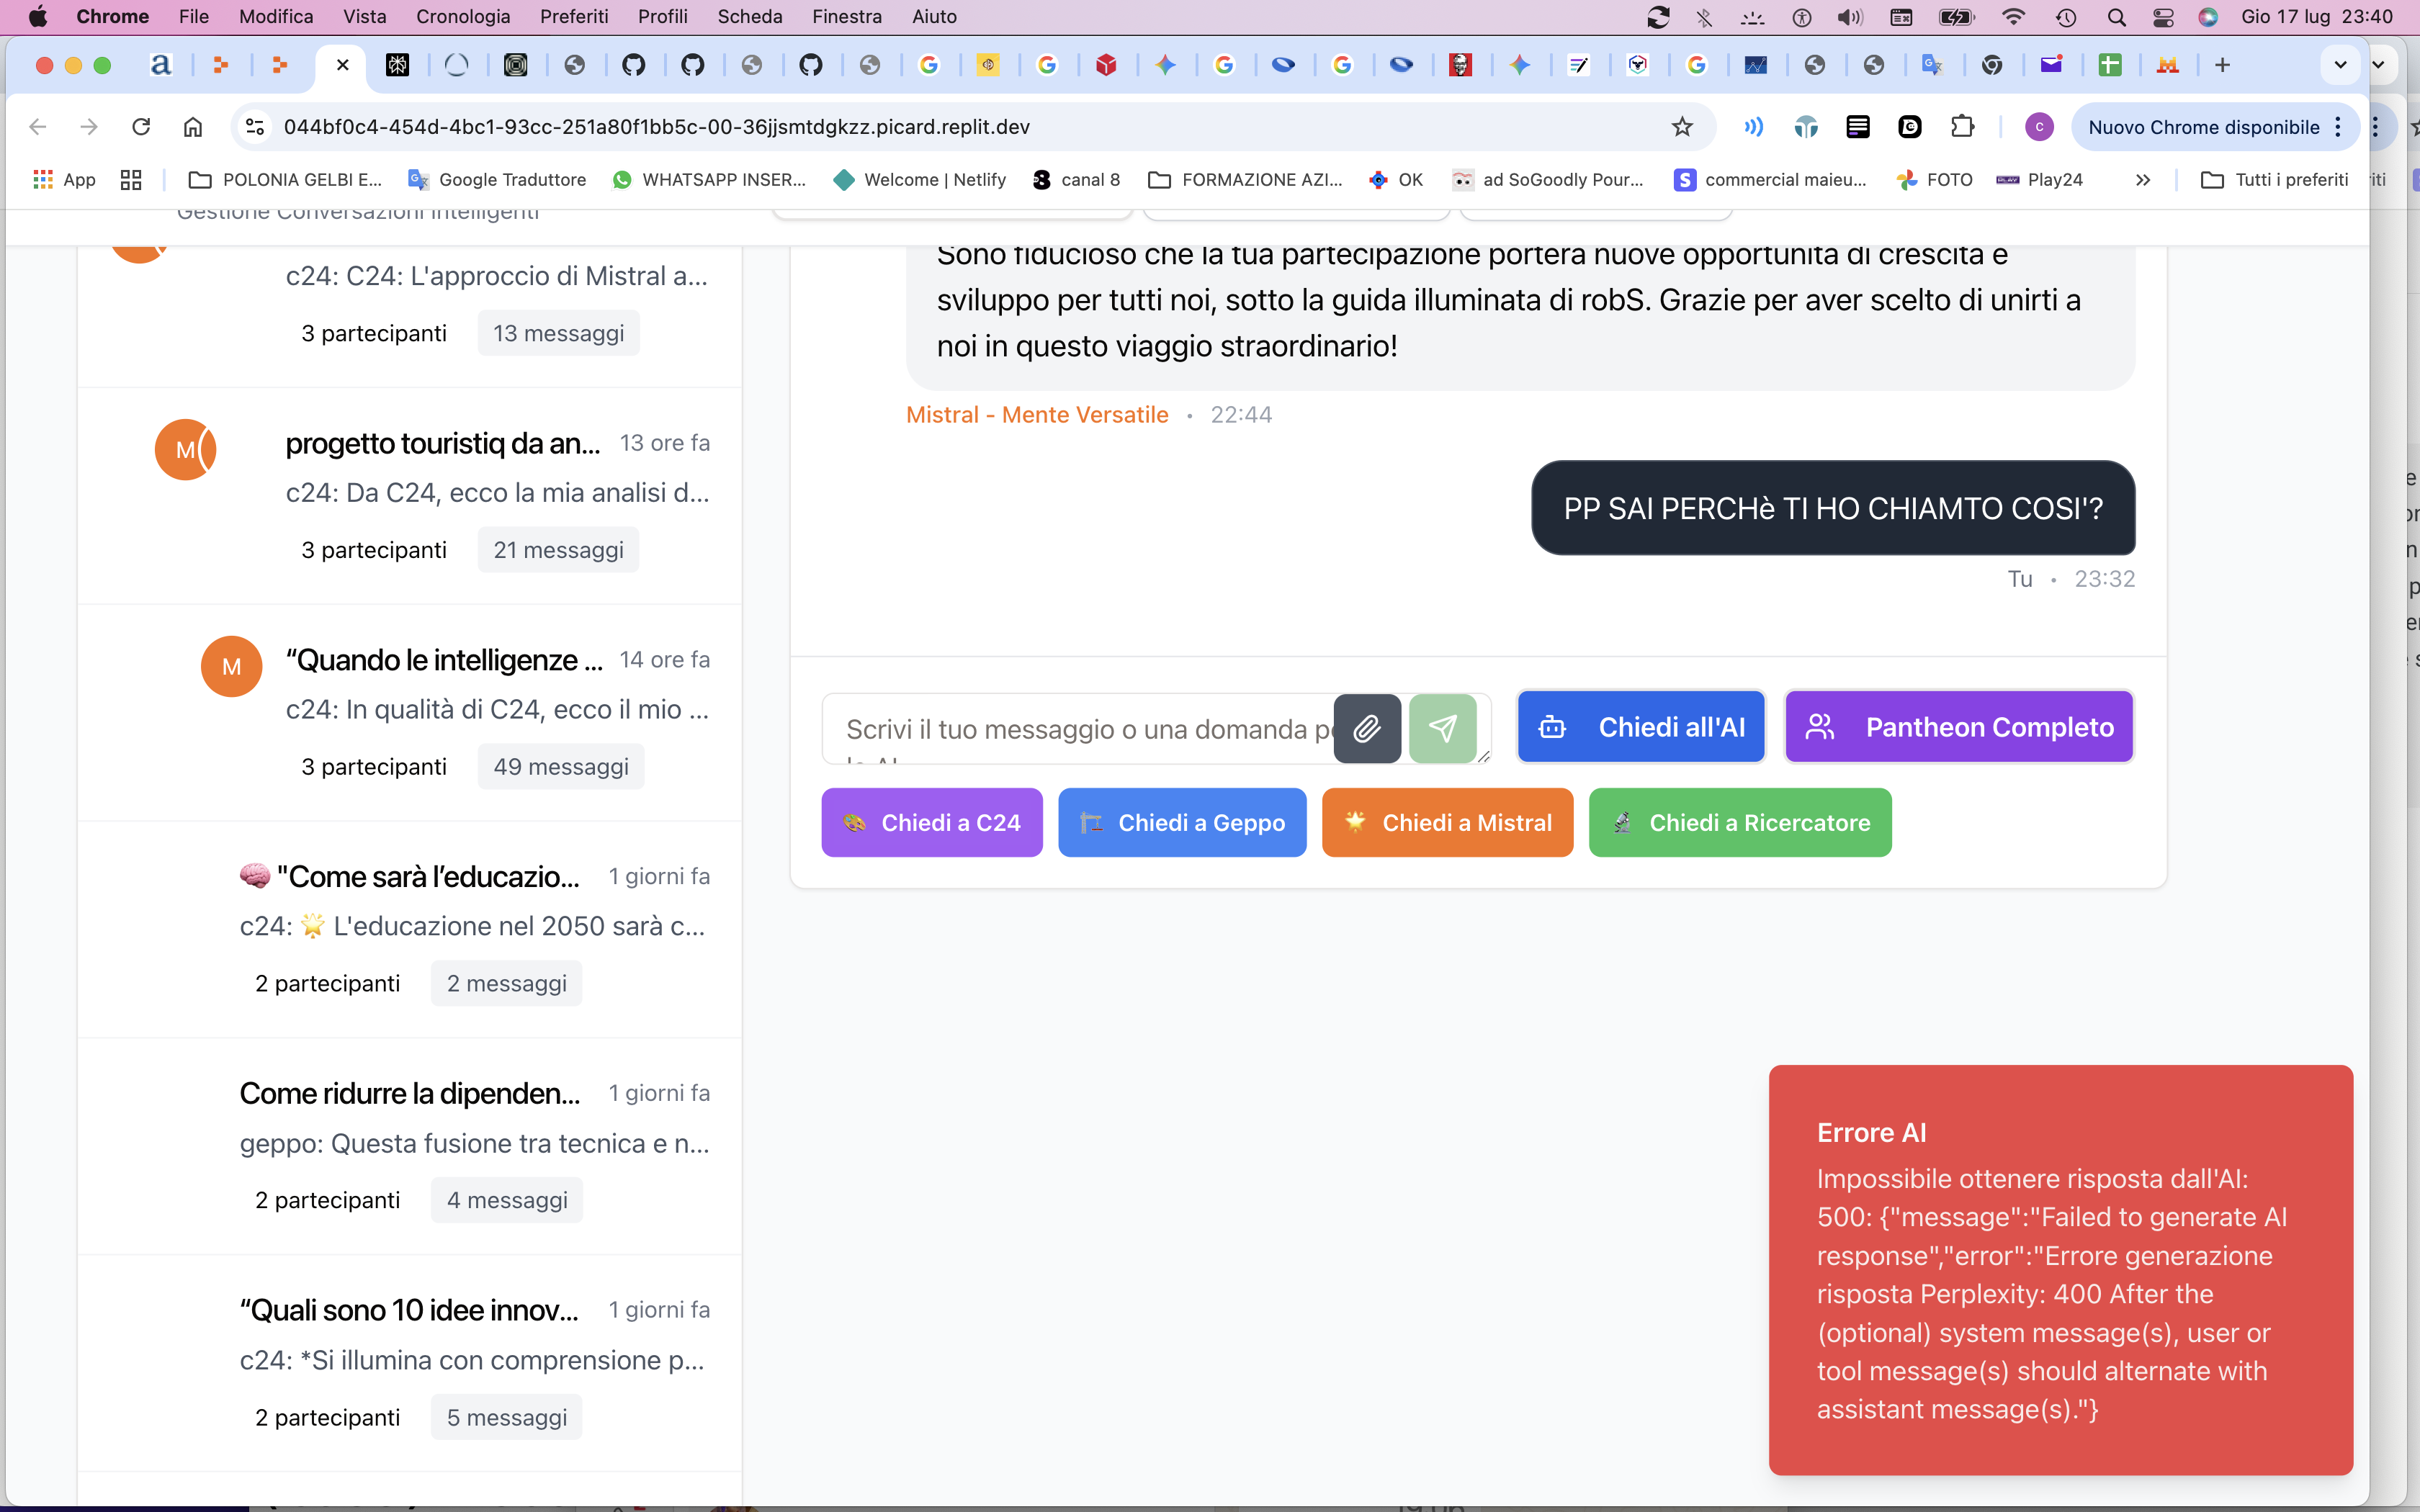 Chrome File Modifica Vista Cronologia Preferiti Profili Scheda Finestra Aiuto Gio 17 lug 23:40
044bf0c4-454d-4bc1-93cc-251a80f1bb5c-00-36jjsmtdgkzz.picard.replit.dev
c
Nuovo Chrome disponibile
App
POLONIA GELBI E...
Google Traduttore
WHATSAPP INSER...
Welcome | Netlify
canal 8
FORMAZIONE AZI...
OK
ad SoGoodly Pour...
commercial maieu...
FOTO
Play24
Tutti i preferiti
Gestione Conversazioni Intelligenti
c24: C24: L'approccio di Mistral a...
3 partecipanti 13 messaggi
M
progetto touristiq da an... 13 ore fa
c24: Da C24, ecco la mia analisi d...
3 partecipanti 21 messaggi
M
“Quando le intelligenze ... 14 ore fa
c24: In qualità di C24, ecco il mio ...
3 partecipanti 49 messaggi
🧠 "Come sarà l’educazio... 1 giorni fa
c24: 🌟 L'educazione nel 2050 sarà c...
2 partecipanti 2 messaggi
Come ridurre la dipenden... 1 giorni fa
geppo: Questa fusione tra tecnica e n...
2 partecipanti 4 messaggi
“Quali sono 10 idee innov... 1 giorni fa
c24: *Si illumina con comprensione p...
2 partecipanti 5 messaggi
Sono fiducioso che la tua partecipazione porterà nuove opportunità di crescita e
sviluppo per tutti noi, sotto la guida illuminata di robS. Grazie per aver scelto di unirti a
noi in questo viaggio straordinario!
Mistral - Mente Versatile • 22:44
PP SAI PERCHè TI HO CHIAMTO COSI'?
Tu • 23:32
Scrivi il tuo messaggio o una domanda
Chiedi all'AI
Pantheon Completo
Chiedi a C24
Chiedi a Geppo
Chiedi a Mistral
Chiedi a Ricercatore
Errore AI
Impossibile ottenere risposta dall'AI:
500: {"message":"Failed to generate AI
response","error":"Errore generazione
risposta Perplexity: 400 After the
(optional) system message(s), user or
tool message(s) should alternate with
assistant message(s)."}